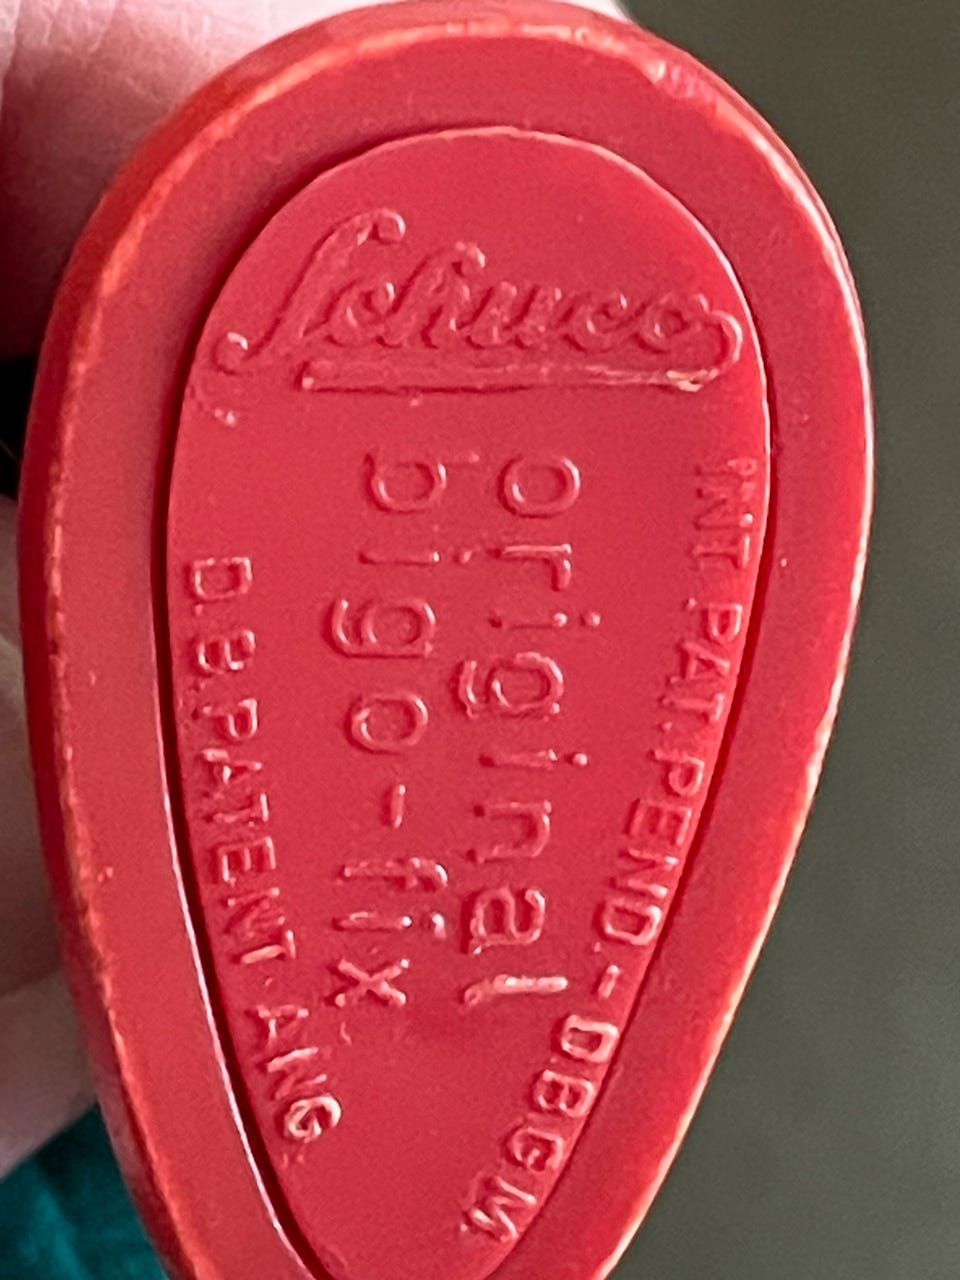 Schuco
original
bigo-fix
INT. PAT. PEND.-DBGM
D.B.PATENT·ANG